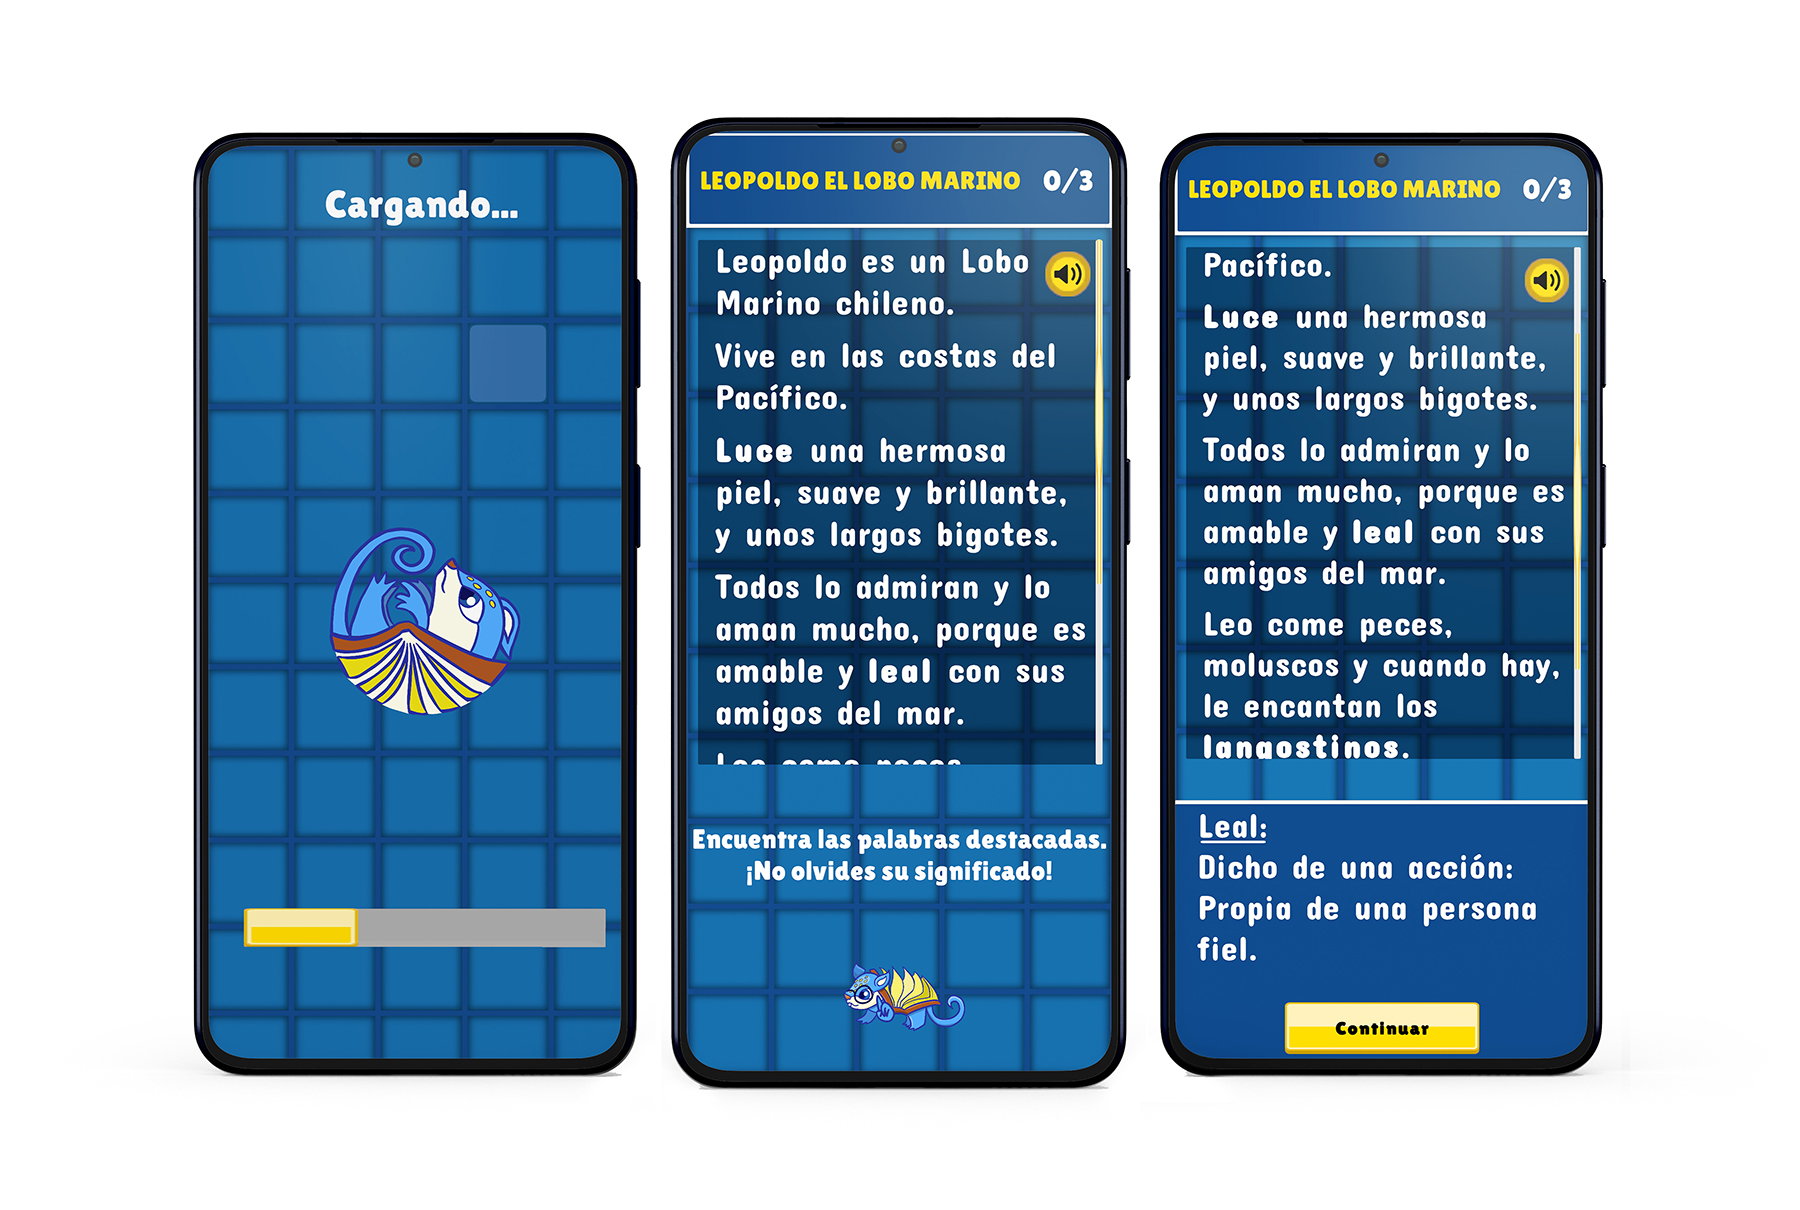 Cargando...
LEOPOLDO EL LOBO MARINO 0/3
Leopoldo es un Lobo
Marino chileno.
Vive en las costas del
Pacífico.
Luce una hermosa
piel, suave y brillante,
y unos largos bigotes.
Todos lo admiran y lo
aman mucho, porque es
amable y leal con sus
amigos del mar.
Leo come peces,
Encuentra las palabras destacadas.
¡No olvides su significado!
LEOPOLDO EL LOBO MARINO 0/3
Pacífico.
Luce una hermosa
piel, suave y brillante,
y unos largos bigotes.
Todos lo admiran y lo
aman mucho, porque es
amable y leal con sus
amigos del mar.
Leo come peces,
moluscos y cuando hay,
le encantan los
langostinos.
Leal:
Dicho de una acción:
Propia de una persona
fiel.
Continuar